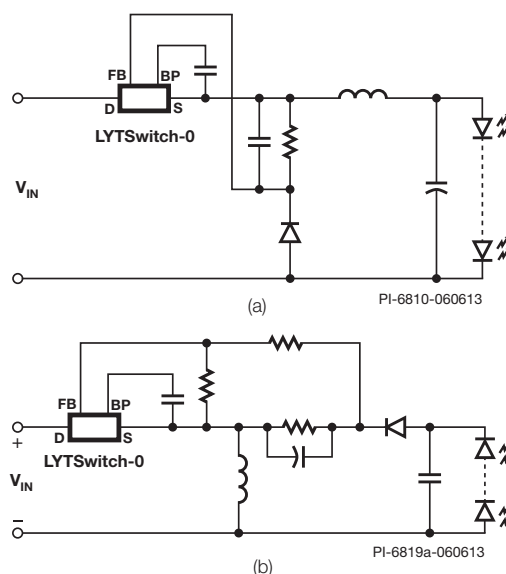 FB BP
D S
LYTSwitch-0
VIN
PI-6810-060613
(a)
FB BP
D S
+
LYTSwitch-0
VIN
–
PI-6819a-060613
(b)